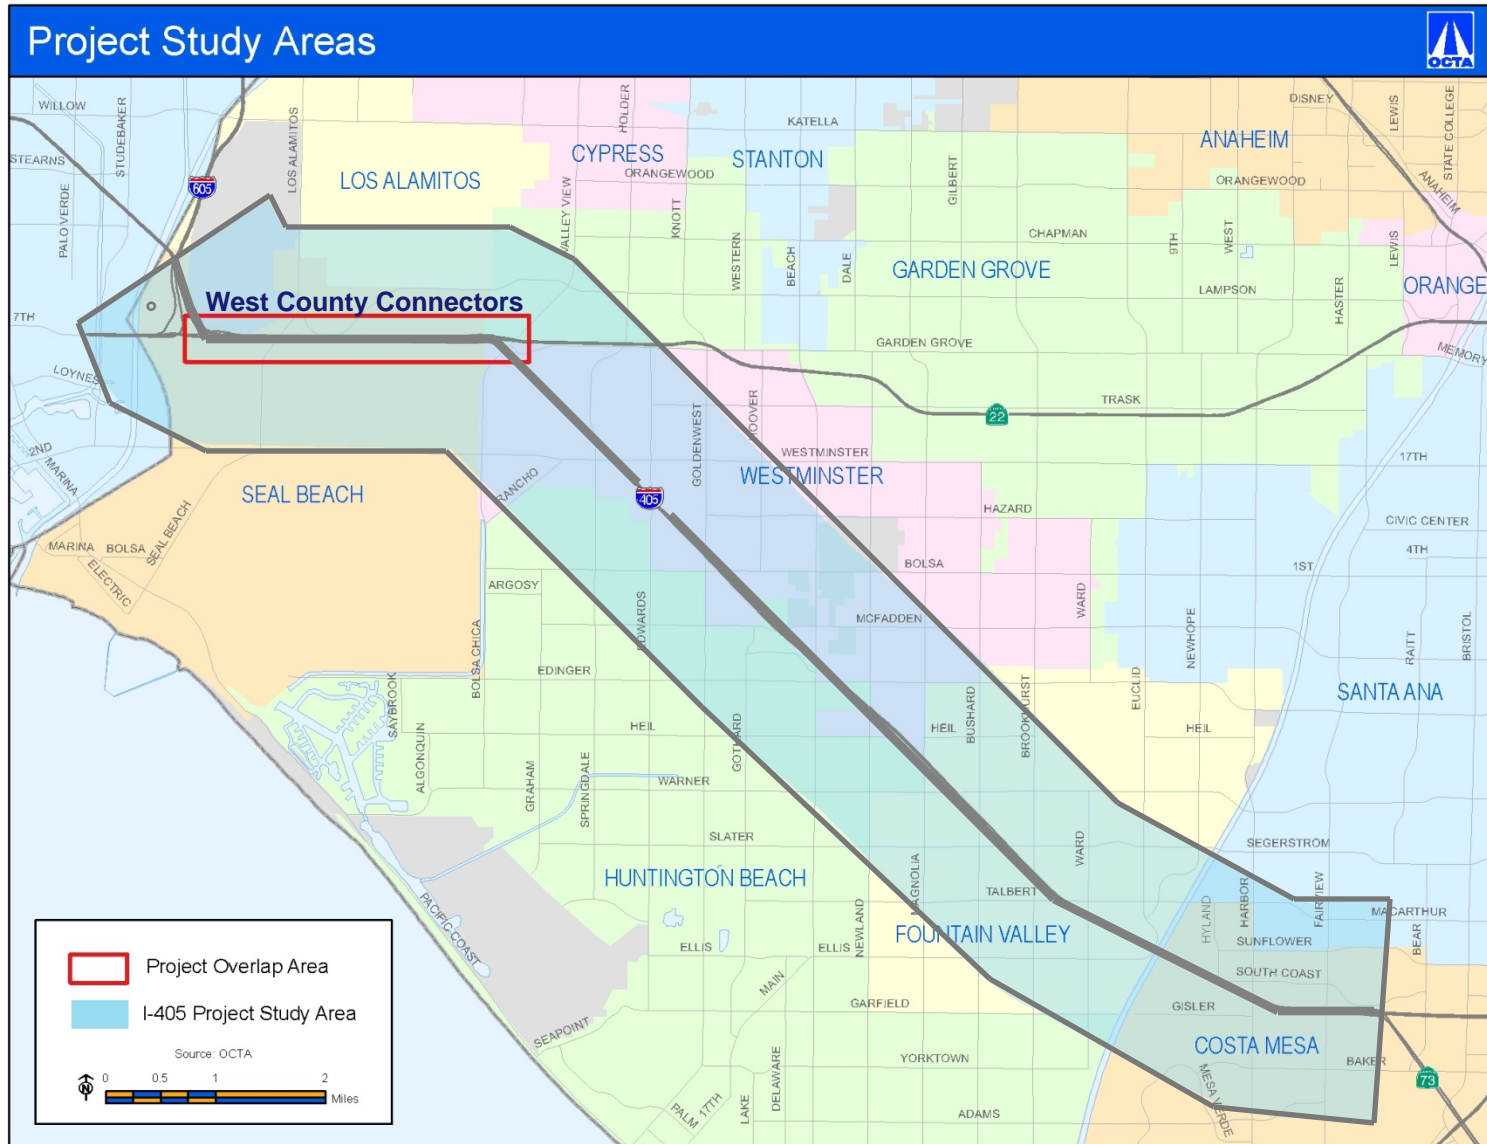 Project Study Areas
OCTA
WILLOW
STUDEBAKER
STEARNS
PALO VERDE
605
LOS ALAMITOS
LOS ALAMITOS
HOLDER
CYPRESS
ORANGEWOOD
VALLEY VIEW
KNOTT
KATELLA
STANTON
WESTERN
BEACH
DALE
GILBERT
DISNEY
LEWIS
STATE COLLEGE
ANAHEIM
ANAHEIM
ORANGEWOOD
CHAPMAN
9TH
WEST
LEWIS
GARDEN GROVE
LAMPSON
HASTER
ORANGE
West County Connectors
7TH
GARDEN GROVE
MEMORY
LOYNES
TRASK
22
HOOVER
GOLDENWEST
WESTMINSTER
WESTMINSTER
17TH
2ND
MARINA
SEAL BEACH
RANCHO
405
HAZARD
CIVIC CENTER
4TH
SEAL BEACH
MARINA
BOLSA
ELECTRIC
BOLSA
1ST
ARGOSY
EDWARDS
MCFADDEN
WARD
NEWHOPE
RAITT
BRISTOL
BOLSA CHICA
EDINGER
EUCLID
SANTA ANA
SAYBROOK
ALGONQUIN
HEIL
GOTHARD
HEIL
BUSHARD
BROOKHURST
HEIL
GRAHAM
SPRINGDALE
WARNER
SLATER
WARD
SEGERSTROM
HUNTINGTON BEACH
MAGNOLIA
TALBERT
HYLAND
HARBOR
FAIRVIEW
MACARTHUR
BEAR
PACIFIC COAST
ELLIS
ELLIS
NEWLAND
FOUNTAIN VALLEY
SUNFLOWER
SOUTH COAST
MAIN
GARFIELD
GISLER
SEAPOINT
COSTA MESA
BAKER
YORKTOWN
73
LAKE
DELAWARE
MESA VERDE
PALM
17TH
ADAMS
Project Overlap Area
I-405 Project Study Area
Source: OCTA
N
0 0.5 1 2
Miles